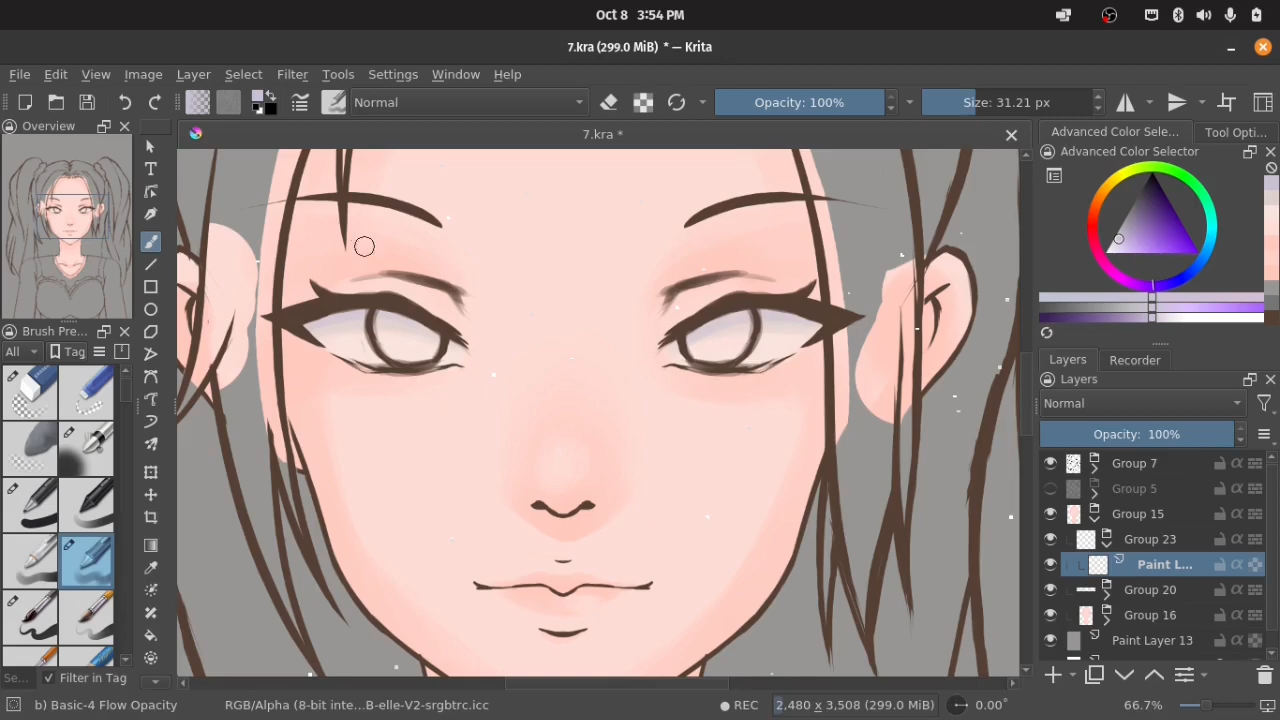 Oct 8 3:54 PM
7.kra (299.0 MiB) * — Krita
File Edit View Image Layer Select Filter Tools Settings Window Help
Normal
Opacity: 100%
Size: 31.21 px
Overview
7.kra *
Advanced Color Sele...
Tool Opti...
Advanced Color Selector
Brush Pre...
All
Tag
Layers
Recorder
Layers
Normal
Opacity: 100%
Group 7
Group 5
Group 15
Group 23
Paint L...
Group 20
Group 16
Paint Layer 13
Se...
Filter in Tag
b) Basic-4 Flow Opacity
RGB/Alpha (8-bit inte...B-elle-V2-srgbtrc.icc
REC
2,480 x 3,508 (299.0 MiB)
0.00°
66.7%